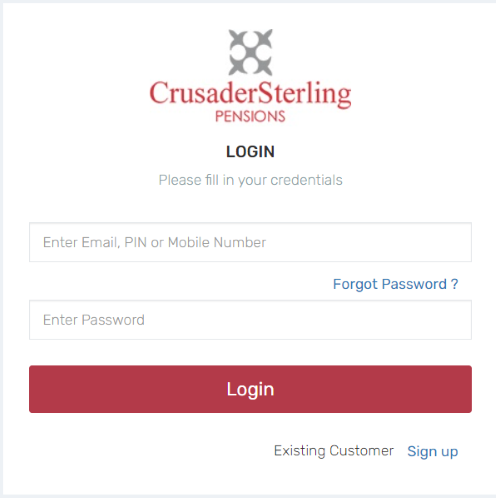 CrusaderSterling
PENSIONS
LOGIN
Please fill in your credentials
Enter Email, PIN or Mobile Number
Forgot Password ?
Enter Password
Login
Existing Customer Sign up